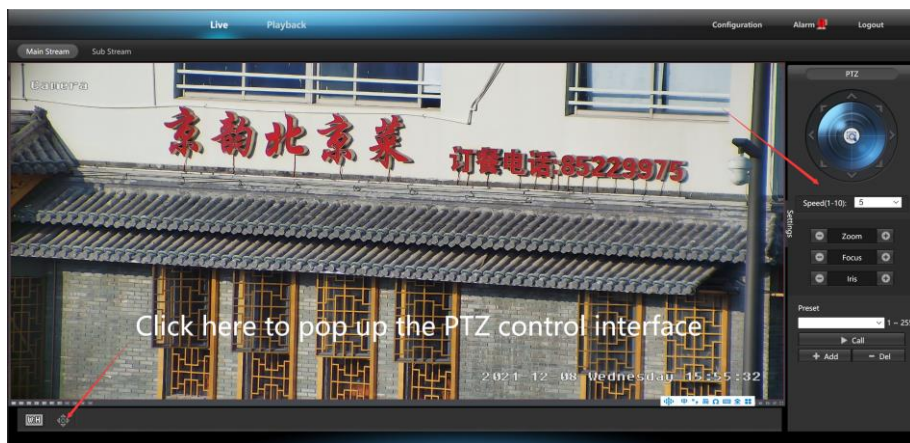 Live Playback Configuration Alarm Logout
Main Stream Sub Stream
PTZ
Camera
京韵北京菜
订餐电话:85229975
Speed(1-10): 5
Settings
Zoom
Focus
Iris
Preset
1 ~ 255
Call
Add Del
Click here to pop up the PTZ control interface
2021-12-08 Wednesday 15:55:32
W:H